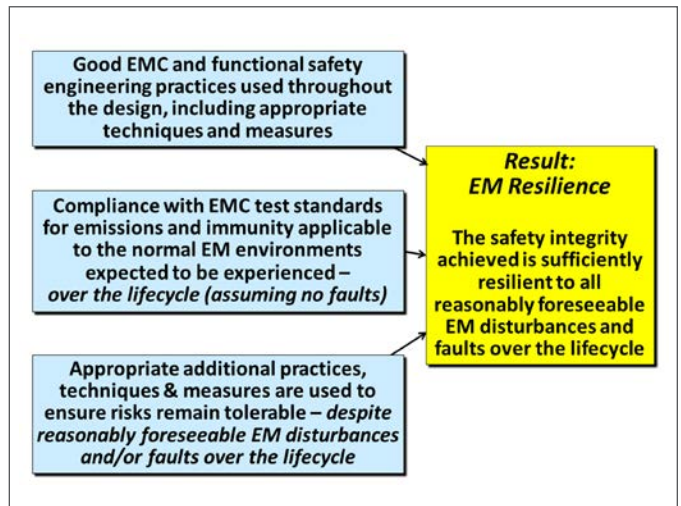 Good EMC and functional safety
engineering practices used throughout
the design, including appropriate
techniques and measures
Compliance with EMC test standards
for emissions and immunity applicable
to the normal EM environments
expected to be experienced –
over the lifecycle (assuming no faults)
Appropriate additional practices,
techniques & measures are used to
ensure risks remain tolerable – despite
reasonably foreseeable EM disturbances
and/or faults over the lifecycle
Result:
EM Resilience
The safety integrity
achieved is sufficiently
resilient to all
reasonably foreseeable
EM disturbances and
faults over the lifecycle